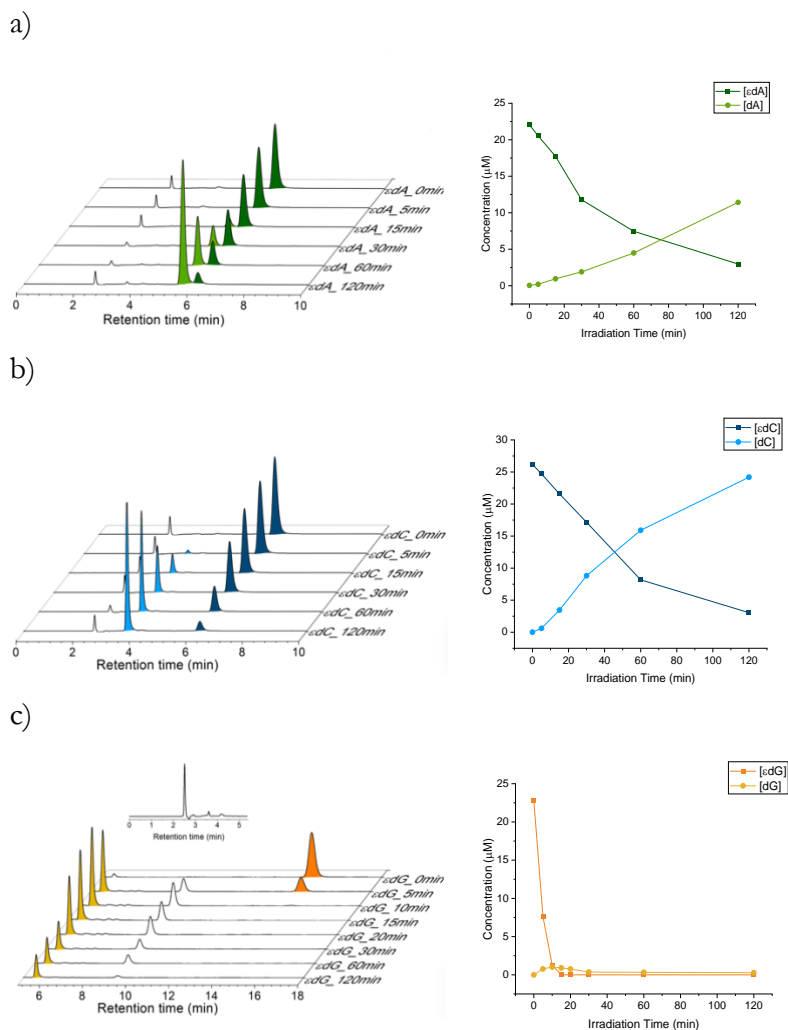 a)
εdA_0min
εdA_5min
εdA_15min
εdA_30min
εdA_60min
εdA_120min
0 2 4 6 8 10
Retention time (min)
[εdA]
[dA]
25
20
15
10
5
0
Concentration (μM)
0 20 40 60 80 100 120
Irradiation Time (min)
b)
εdC_0min
εdC_5min
εdC_15min
εdC_30min
εdC_60min
εdC_120min
0 2 4 6 8 10
Retention time (min)
[εdC]
[dC]
30
25
20
15
10
5
0
Concentration (μM)
0 20 40 60 80 100 120
Irradiation Time (min)
c)
0 1 2 3 4 5
Retention time (min)
εdG_0min
εdG_5min
εdG_10min
εdG_15min
εdG_20min
εdG_30min
εdG_60min
εdG_120min
6 8 10 12 14 16 18
Retention time (min)
[εdG]
[dG]
25
20
15
10
5
0
Concentration (μM)
0 20 40 60 80 100 120
Irradiation Time (min)